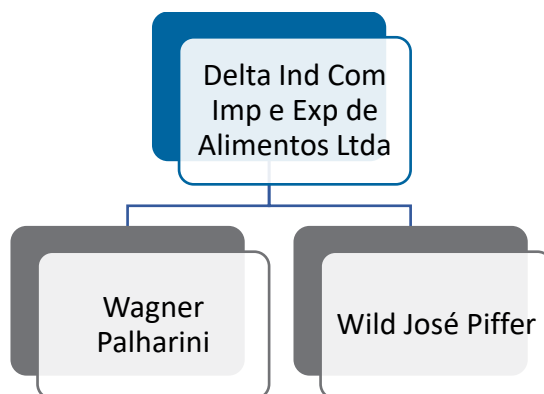 Delta Ind Com
Imp e Exp de
Alimentos Ltda
Wagner
Palharini
Wild José Piffer